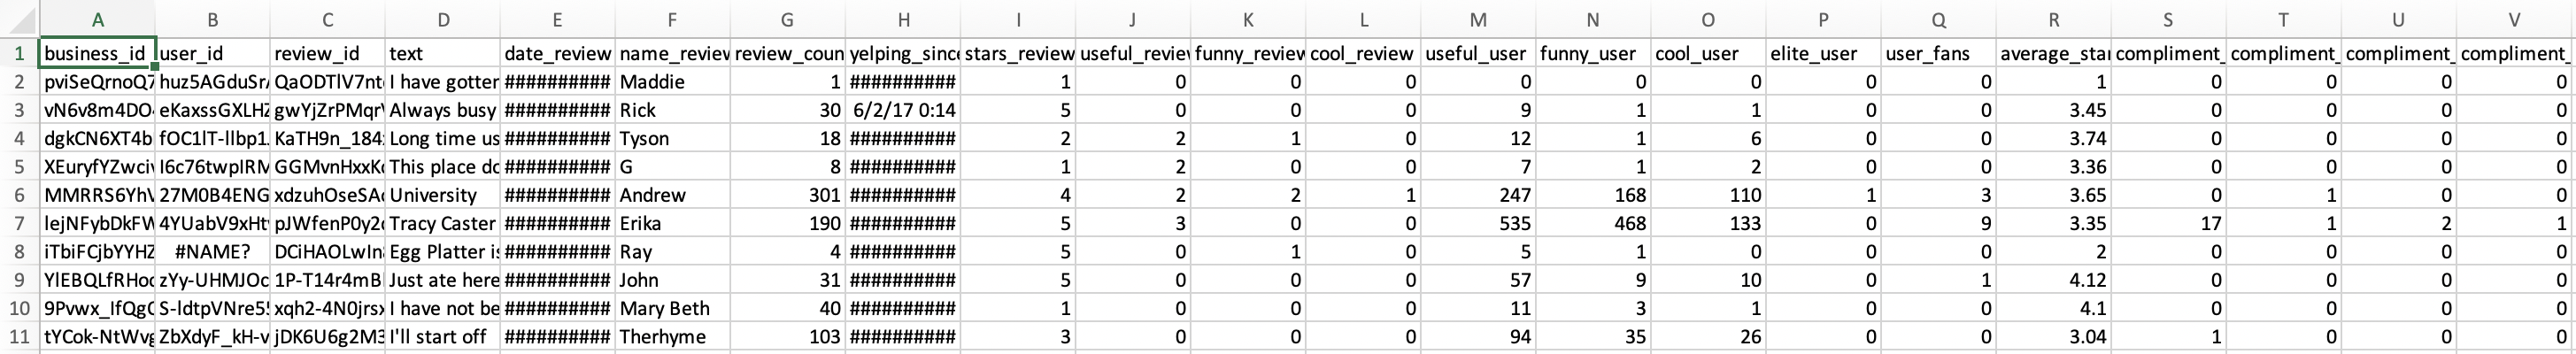 A B C D E F G H I J K L M N O P Q R S T U V
1 business_id user_id review_id text date_review name_review review_coun yelping_since stars_review useful_review funny_review cool_review useful_user funny_user cool_user elite_user user_fans average_star compliment_ compliment_ compliment_ compliment_
2 pviSeQrnoQ7 huz5AGduSr QaODTlV7nt I have gotter ########## Maddie 1 ########## 1 0 0 0 0 0 0 0 0 1 0 0 0 0
3 vN6v8m4DO eKaxssGXLHZ gwYjZrPMqr Always busy ########## Rick 30 6/2/17 0:14 5 0 0 0 9 1 1 0 0 3.45 0 0 0 0
4 dgkCN6XT4b fOC1lT-llbp1 KaTH9n_184 Long time us ########## Tyson 18 ########## 2 2 1 0 12 1 6 0 0 3.74 0 0 0 0
5 XEuryfYZwciv I6c76twpIRM GGMvnHxxK This place do ########## G 8 ########## 1 2 0 0 7 1 2 0 0 3.36 0 0 0 0
6 MMRRS6Yh 27M0B4ENG xdzuhOseSA University ########## Andrew 301 ########## 4 2 2 1 247 168 110 1 3 3.65 0 1 0 0
7 lejNFybDkFW 4YUabV9xHt pJWfenP0y2 Tracy Caster ########## Erika 190 ########## 5 3 0 0 535 468 133 0 9 3.35 17 1 2 1
8 iTbiFCjbYYHZ #NAME? DCiHAOLwIn Egg Platter is ########## Ray 4 ########## 5 0 1 0 5 1 0 0 0 2 0 0 0 0
9 YlEBQLfRHoc zYy-UHMJOc 1P-T14r4mB Just ate here ########## John 31 ########## 5 0 0 0 57 9 10 0 1 4.12 0 0 0 0
10 9Pvwx_IfQg S-ldtpVNre5 xqh2-4N0jrsx I have not be ########## Mary Beth 40 ########## 1 0 0 0 11 3 1 0 0 4.1 0 0 0 0
11 tYCok-NtWvg ZbXdyF_kH-v jDK6U6g2M3 I'll start off ########## Therhyme 103 ########## 3 0 0 0 94 35 26 0 0 3.04 1 0 0 0